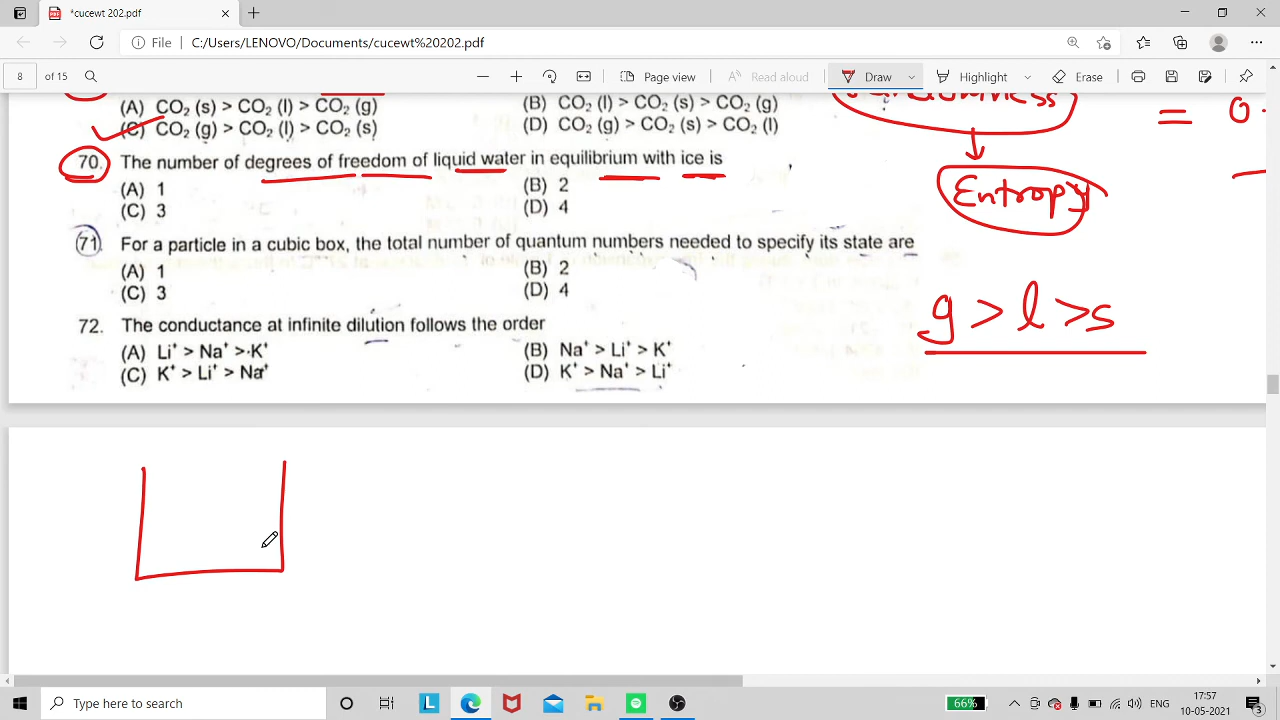 *cucewt 202.pdf
File C:/Users/LENOVO/Documents/cucewt%20202.pdf
8 of 15 Page view Read aloud Draw Highlight Erase
(A) CO₂ (s) > CO₂ (l) > CO₂ (g) (B) CO₂ (l) > CO₂ (s) > CO₂ (g)
(C) CO₂ (g) > CO₂ (l) > CO₂ (s) (D) CO₂ (g) > CO₂ (s) > CO₂ (l)
= 0
70. The number of degrees of freedom of liquid water in equilibrium with ice is
(A) 1 (B) 2
(C) 3 (D) 4
Entropy
71. For a particle in a cubic box, the total number of quantum numbers needed to specify its state are
(A) 1 (B) 2
(C) 3 (D) 4
g > l > s
72. The conductance at infinite dilution follows the order
(A) Li⁺ > Na⁺ > K⁺ (B) Na⁺ > Li⁺ > K⁺
(C) K⁺ > Li⁺ > Na⁺ (D) K⁺ > Na⁺ > Li⁺
Type here to search
66% ENG 17:57
10-05-2021 3